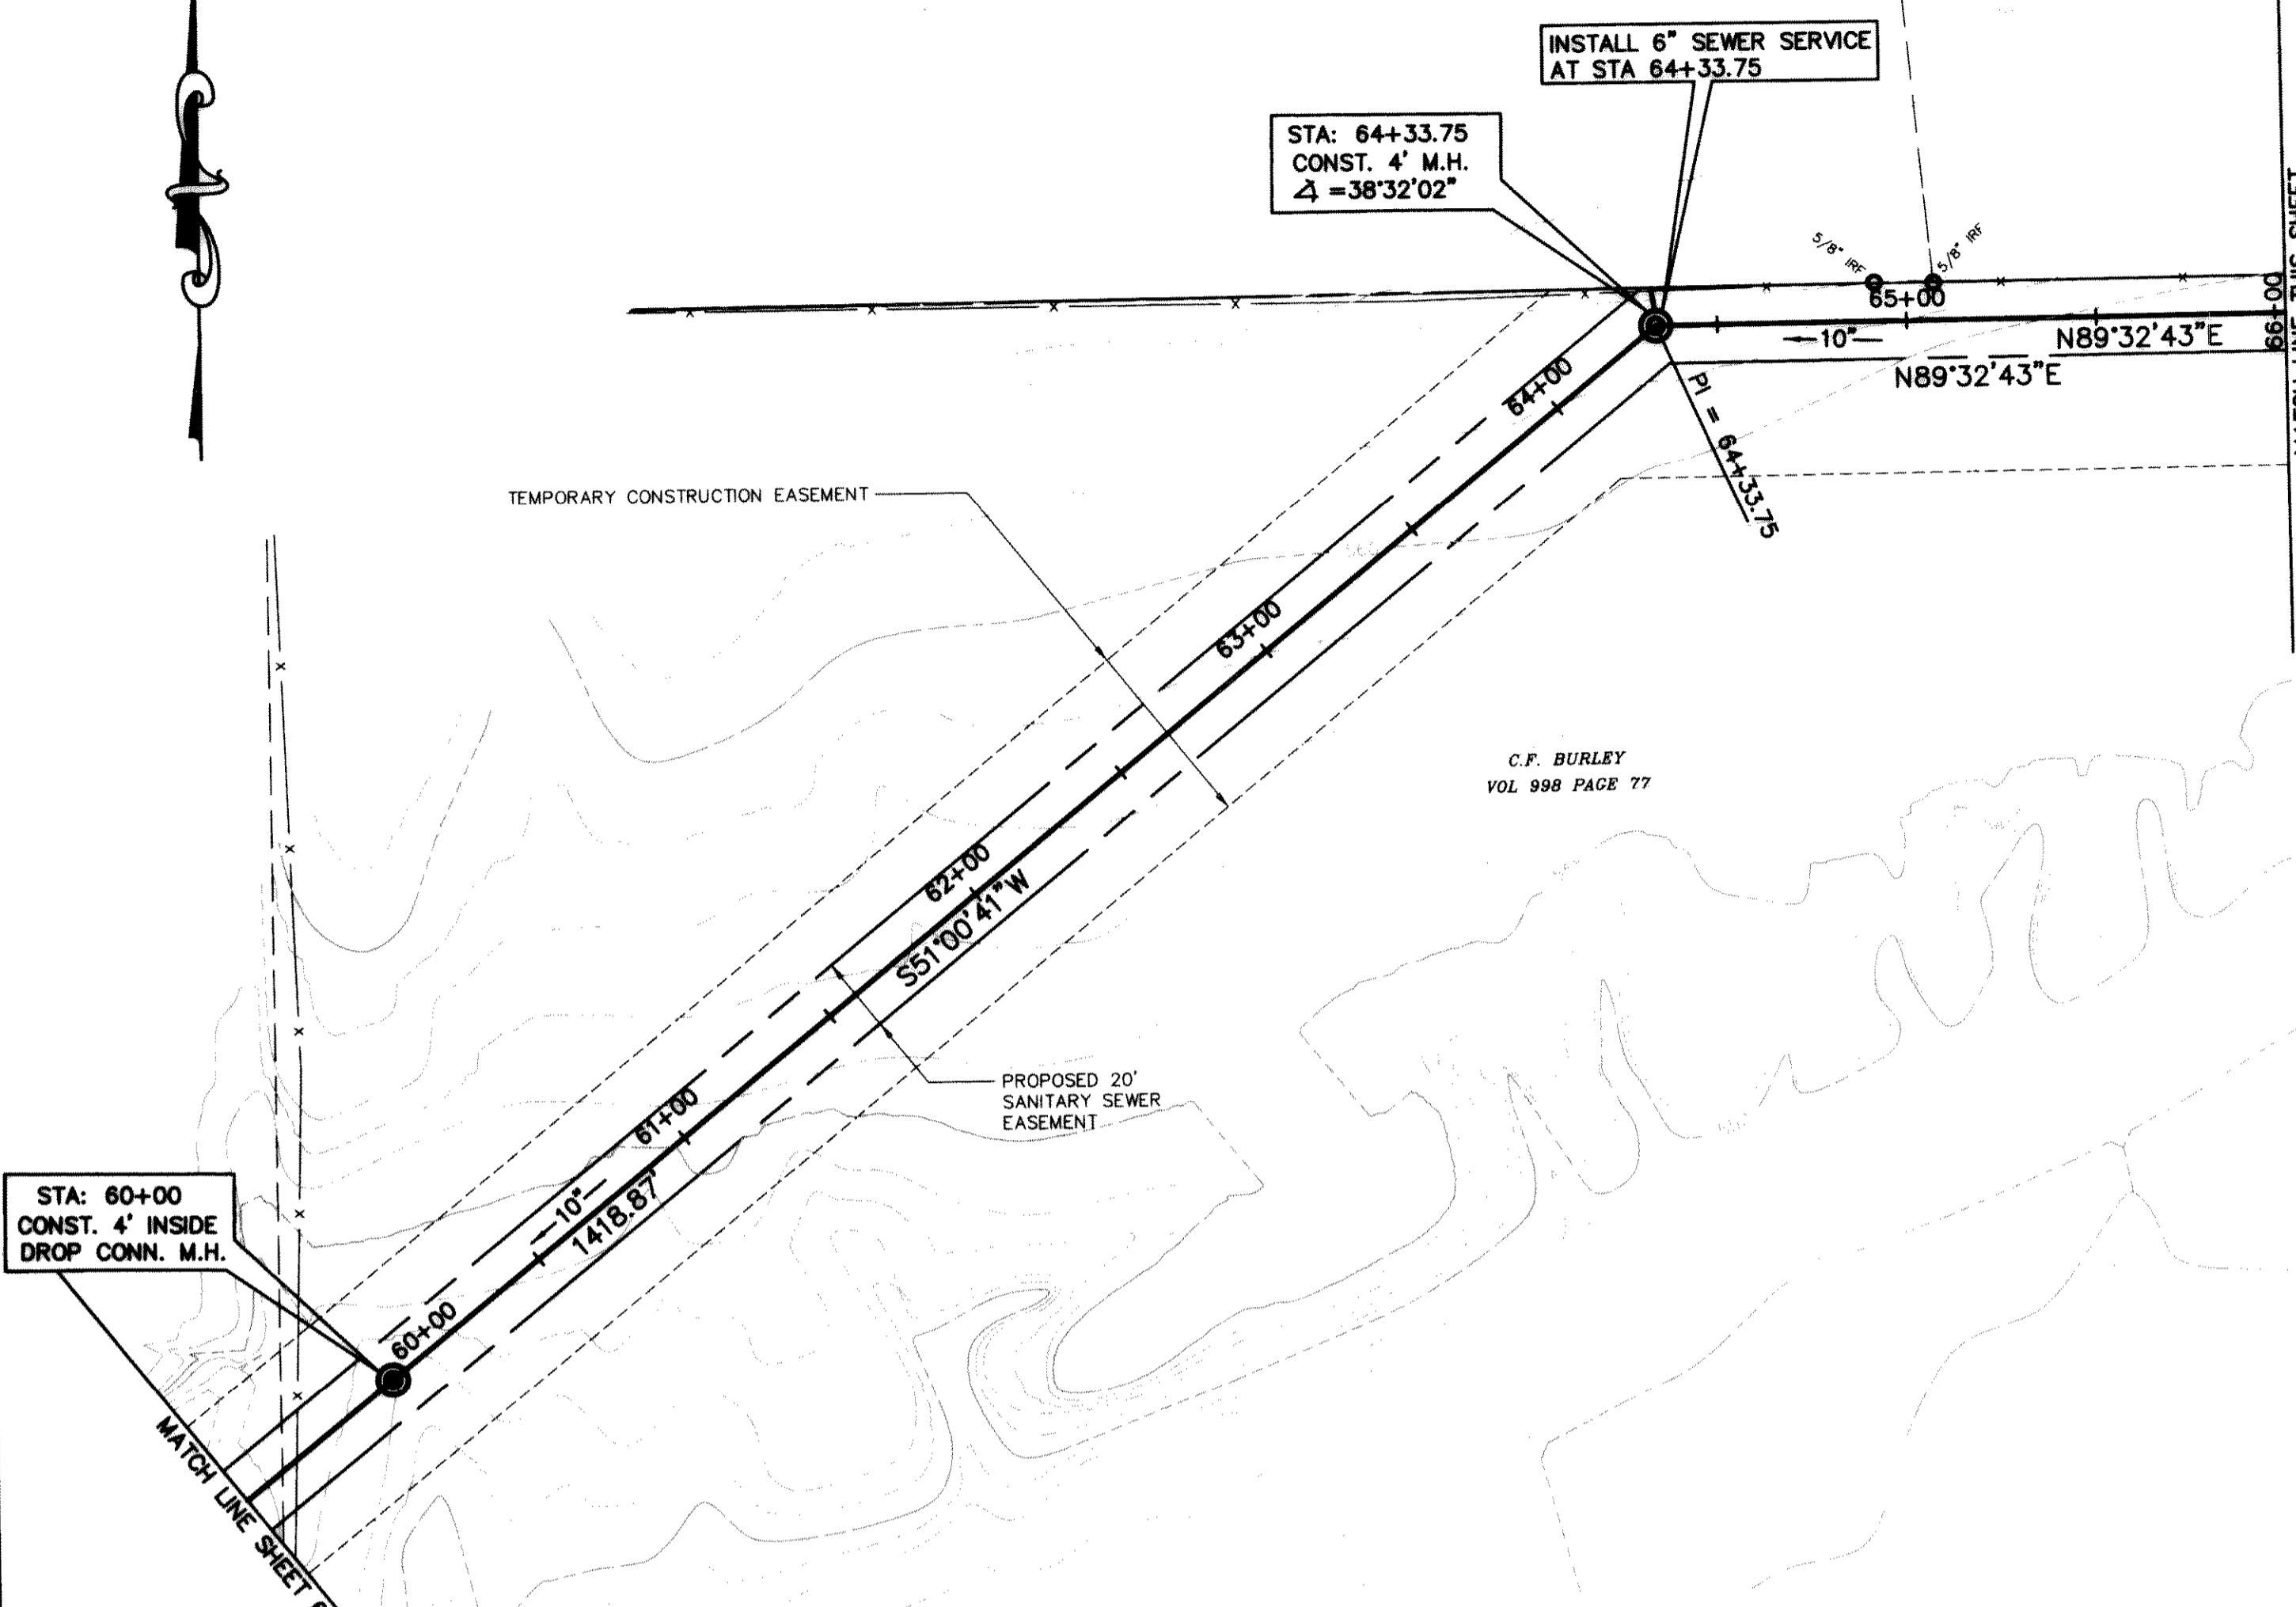 INSTALL 6" SEWER SERVICE
AT STA 64+33.75
STA: 64+33.75
CONST. 4' M.H.
∡ =38°32'02"
5/8" IRF
5/8" IRF
65+00
66+00
10"
N89°32'43"E
N89°32'43"E
THIS SHEET
64+00
PI = 64+33.75
TEMPORARY CONSTRUCTION EASEMENT
63+00
C.F. BURLEY
VOL 998 PAGE 77
62+00
S51°00'41"W
PROPOSED 20'
SANITARY SEWER
EASEMENT
61+00
10"
1418.87'
STA: 60+00
CONST. 4' INSIDE
DROP CONN. M.H.
60+00
MATCH LINE SHEET